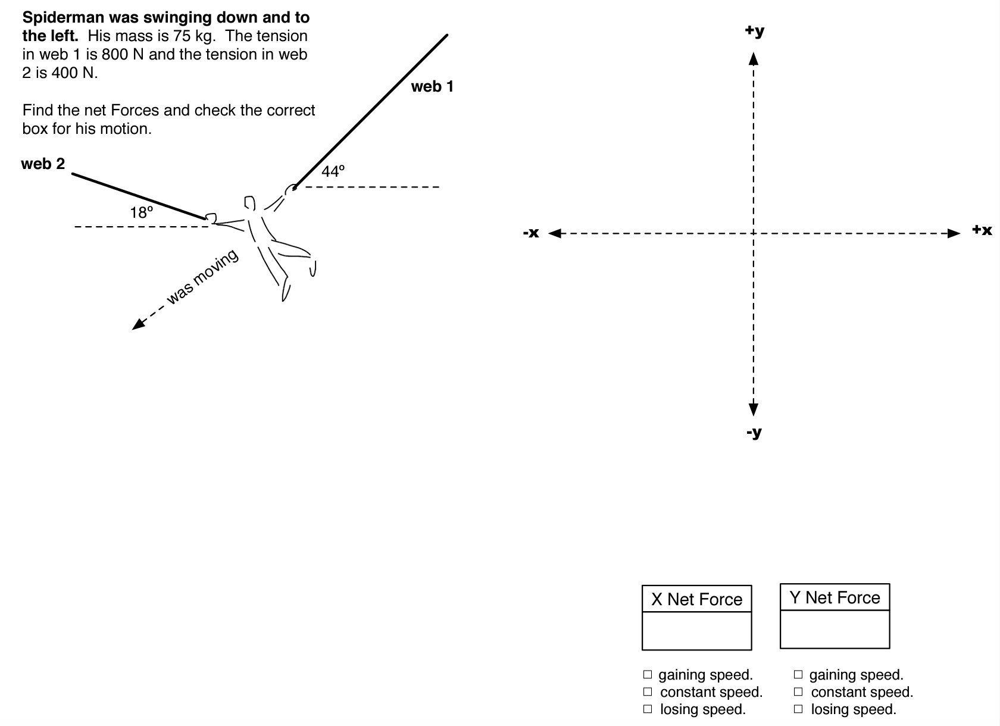 Spiderman was swinging down and to
the left.  His mass is 75 kg.  The tension
in web 1 is 800 N and the tension in web
2 is 400 N.
Find the net Forces and check the correct
box for his motion.
web 1
web 2
44º
18º
was moving
+y
-x
+x
-y
X Net Force
Y Net Force
gaining speed.
constant speed.
losing speed.
gaining speed.
constant speed.
losing speed.